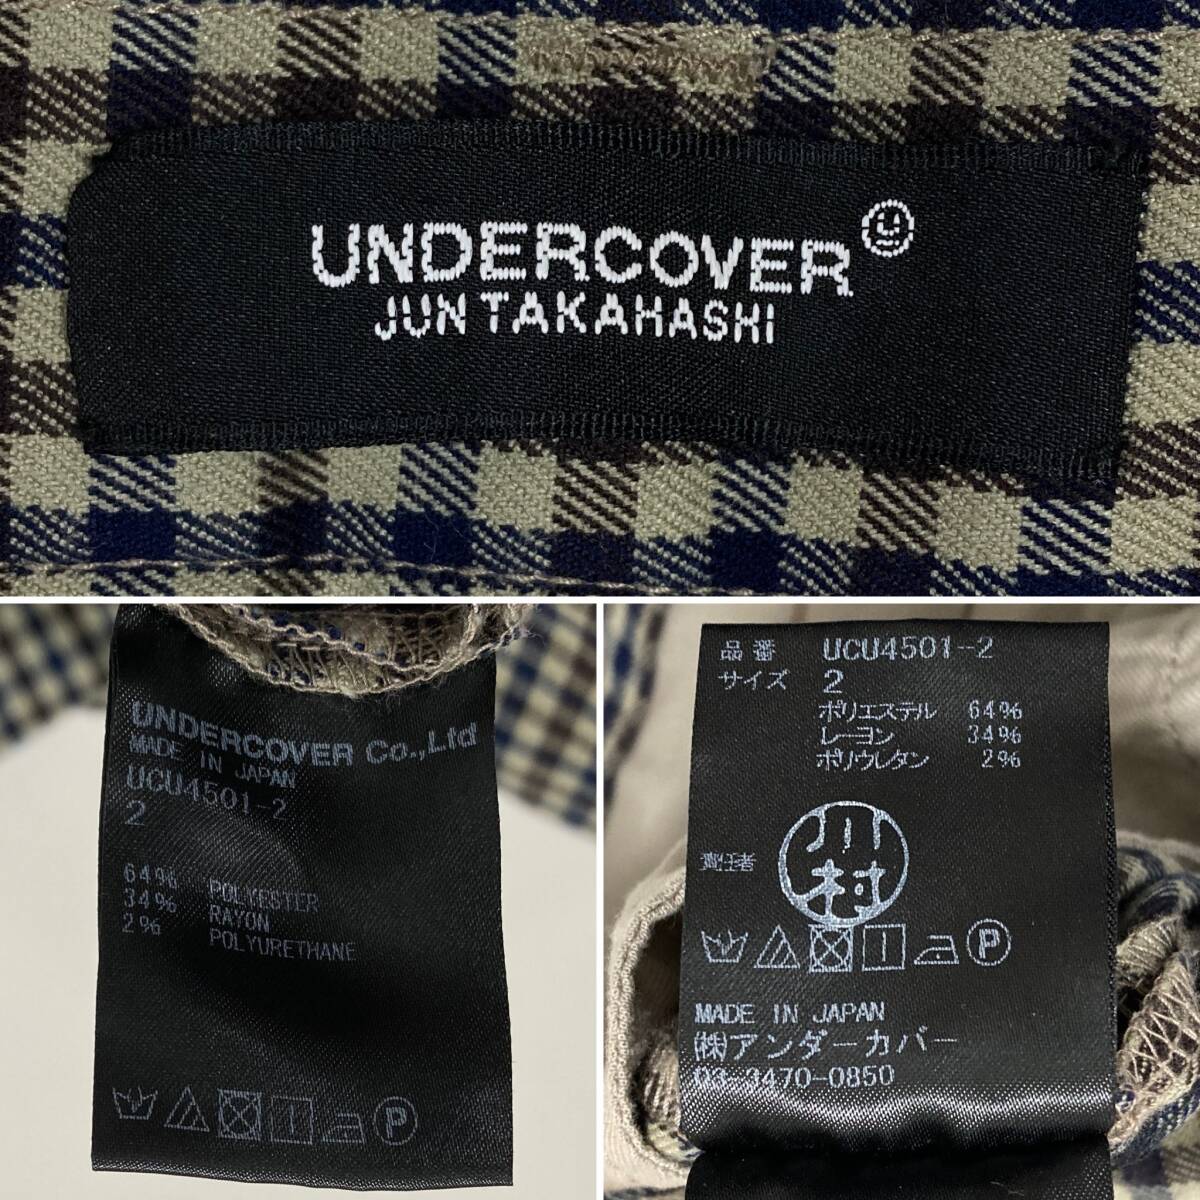 UNDERCOVER
JUN TAKAHASHI
UNDERCOVER Co.,Ltd
MADE IN JAPAN
UCU4501-2
2
64% POLYESTER
34% RAYON
2% POLYURETHANE
品番 UCU4501-2
サイズ 2
ポリエステル 64%
レーヨン 34%
ポリウレタン 2%
責任者 川村
P
MADE IN JAPAN
㈱アンダーカバー
03-3470-0850
P